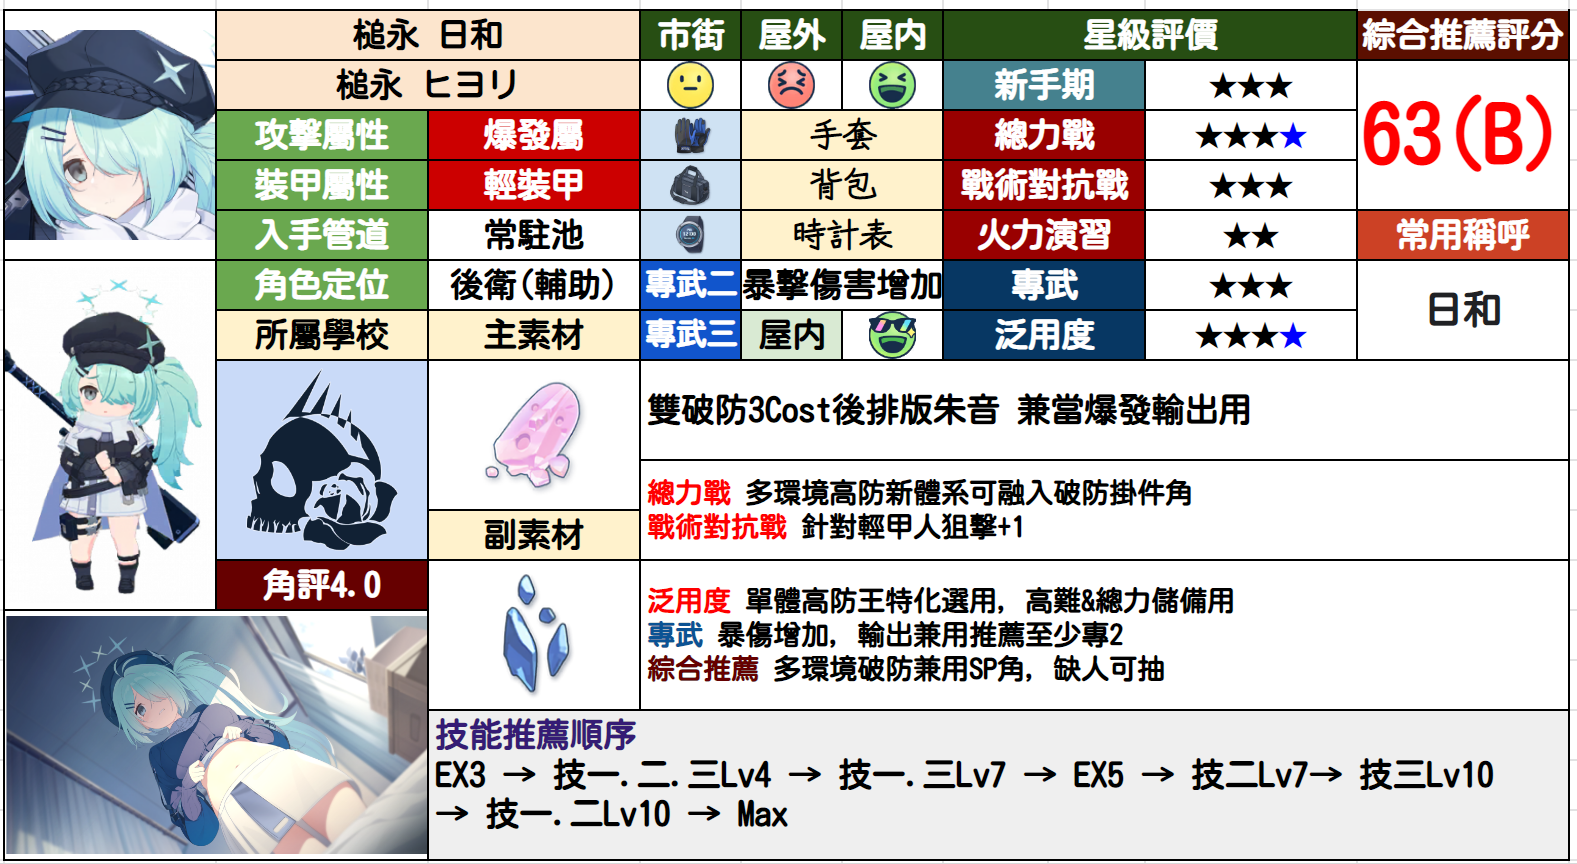 槌永 日和
市街
屋外
屋内
星級評價
綜合推薦評分
槌永 ヒヨリ
新手期
★★★
63(B)
攻擊屬性
爆發屬
手套
總力戰
★★★★
裝甲屬性
輕裝甲
背包
戰術對抗戰
★★★
入手管道
常駐池
時計表
火力演習
★★
常用稱呼
角色定位
後衛(輔助)
專武二
暴擊傷害增加
專武
★★★
日和
所屬學校
主素材
專武三
屋内
泛用度
★★★★
雙破防3Cost後排版朱音 兼當爆發輸出用
總力戰 多環境高防新體系可融入破防掛件角
戰術對抗戰 針對輕甲人狙擊+1
副素材
角評4.0
泛用度 單體高防王特化選用, 高難&總力儲備用
專武 暴傷增加, 輸出兼用推薦至少專2
綜合推薦 多環境破防兼用SP角, 缺人可抽
技能推薦順序
EX3 → 技一.二.三Lv4 → 技一.三Lv7 → EX5 → 技二Lv7→ 技三Lv10
→ 技一.二Lv10 → Max